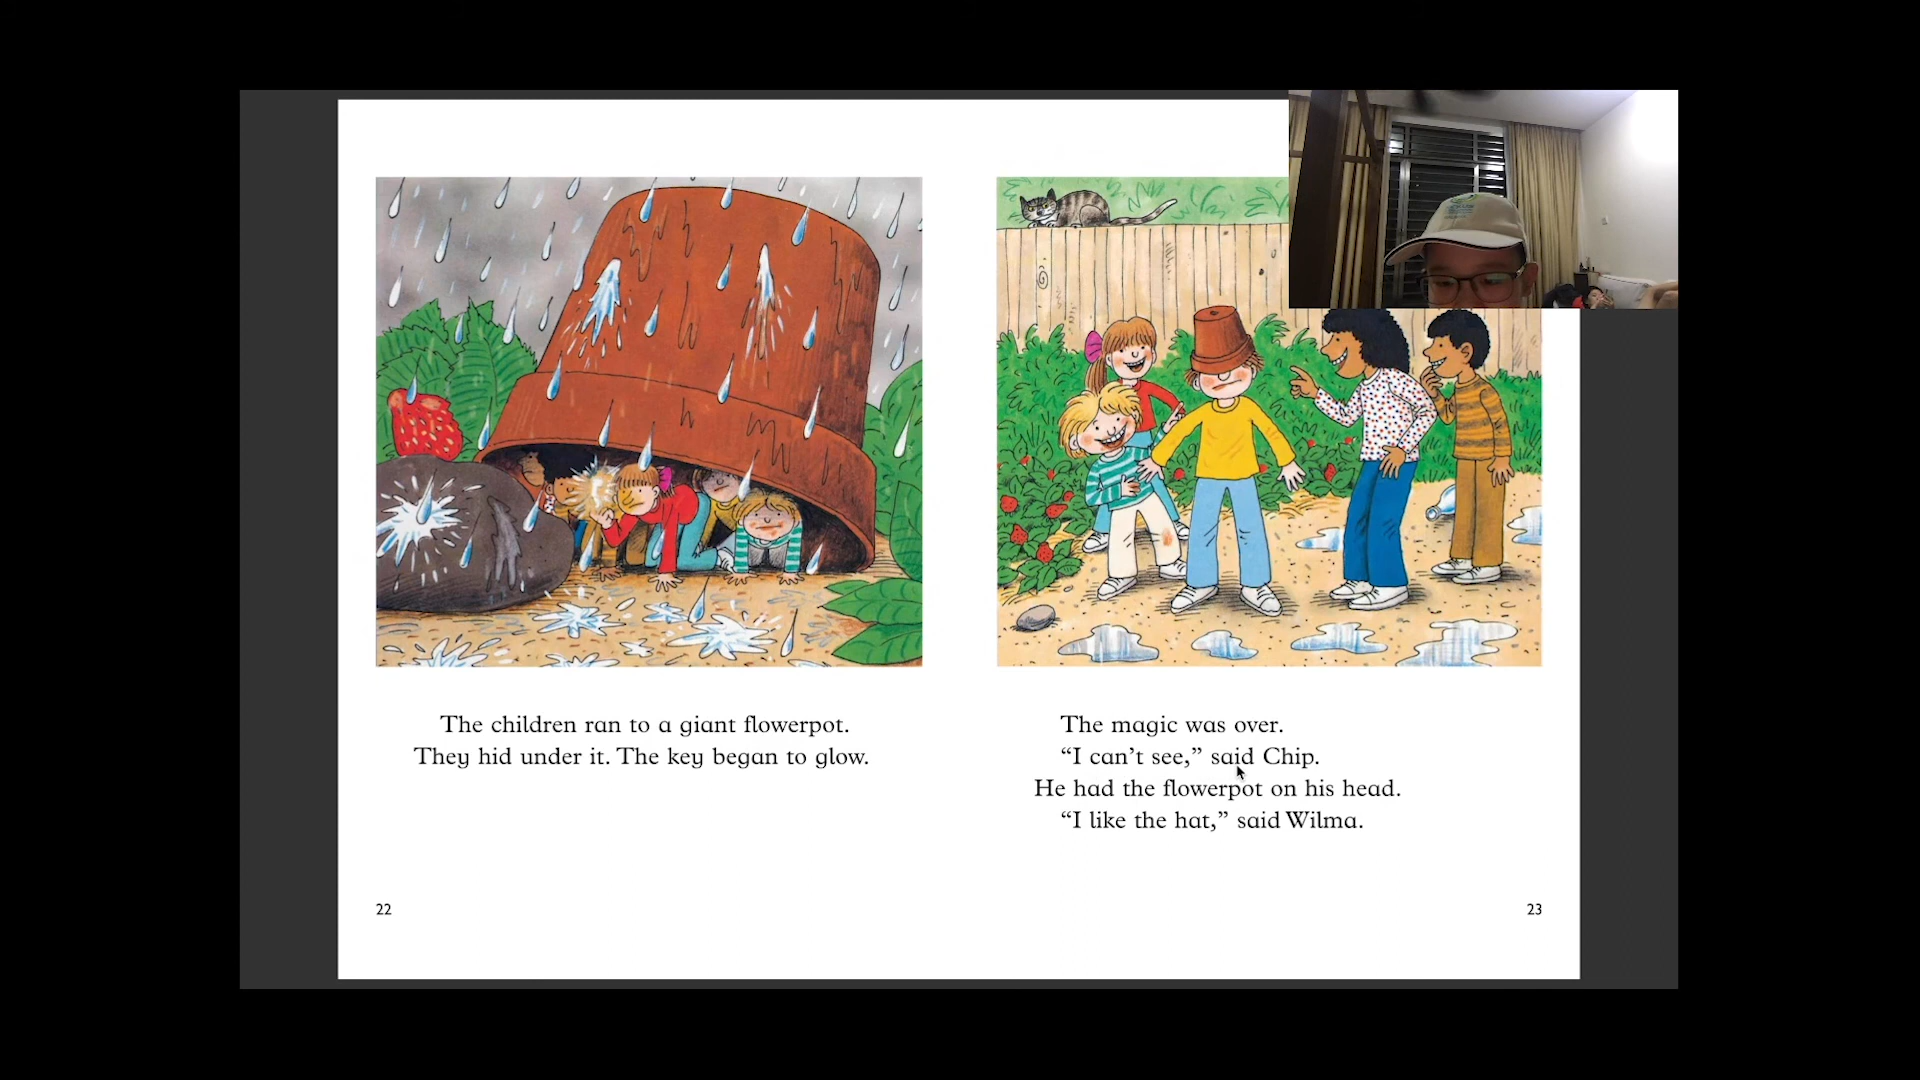 The children ran to a giant flowerpot.
They hid under it. The key began to glow.
22
The magic was over.
“I can’t see,” said Chip.
He had the flowerpot on his head.
“I like the hat,” said Wilma.
23